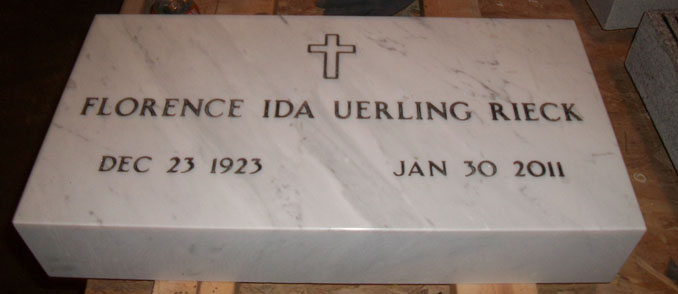 FLORENCE IDA UERLING RIECK
DEC 23 1923 JAN 30 2011